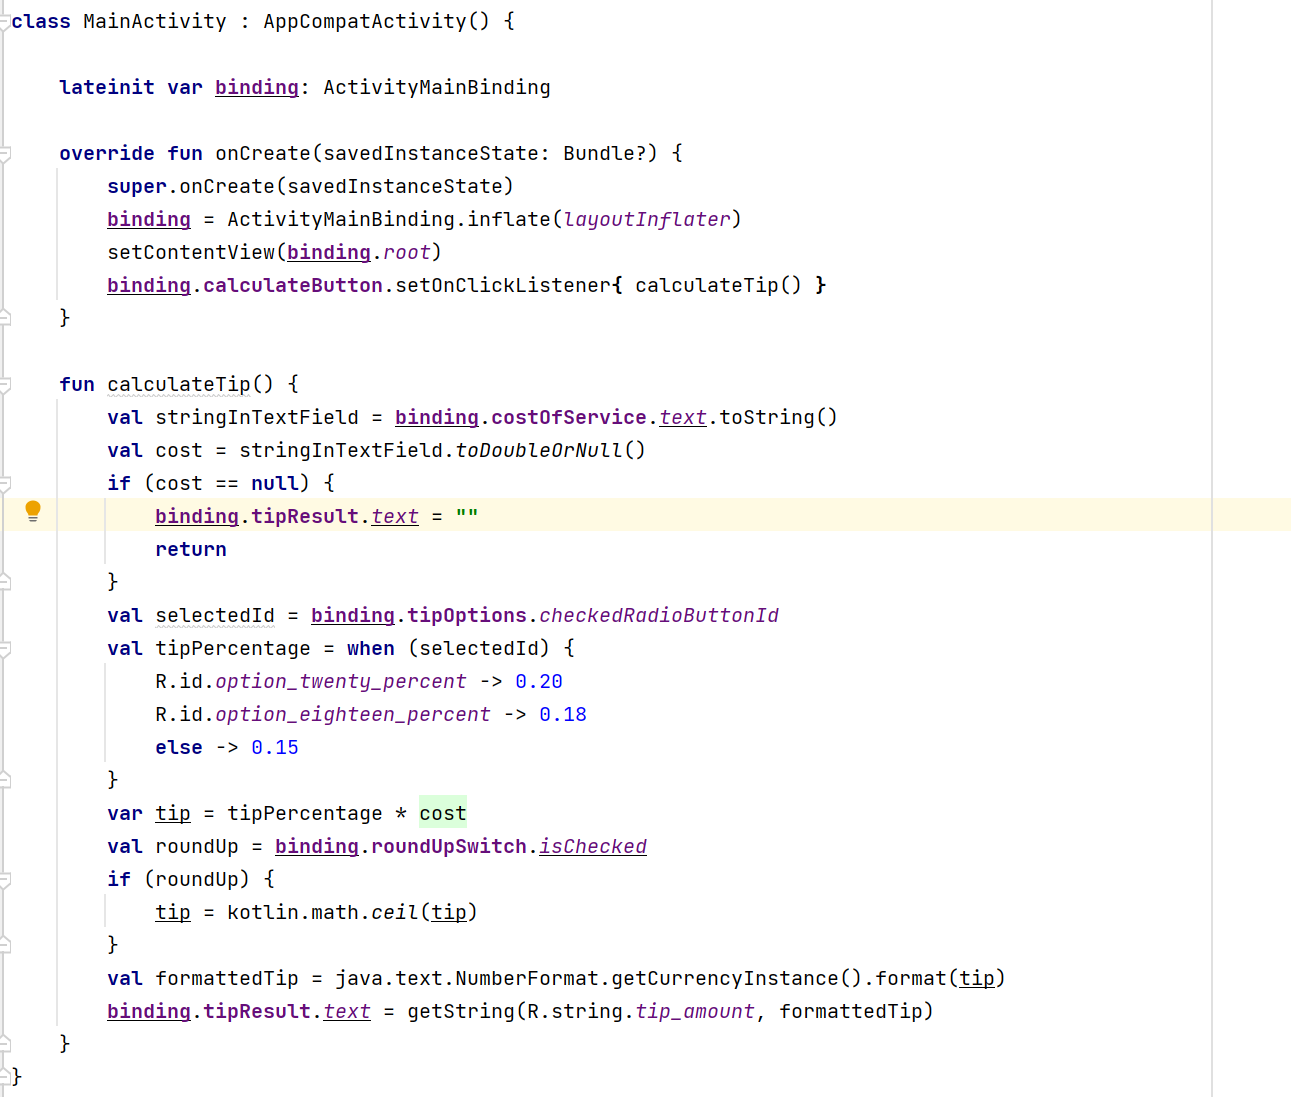 class MainActivity : AppCompatActivity() {
    lateinit var binding: ActivityMainBinding
    override fun onCreate(savedInstanceState: Bundle?) {
        super.onCreate(savedInstanceState)
        binding = ActivityMainBinding.inflate(layoutInflater)
        setContentView(binding.root)
        binding.calculateButton.setOnClickListener{ calculateTip() }
    }
    fun calculateTip() {
        val stringInTextField = binding.costOfService.text.toString()
        val cost = stringInTextField.toDoubleOrNull()
        if (cost == null) {
            binding.tipResult.text = ""
            return
        }
        val selectedId = binding.tipOptions.checkedRadioButtonId
        val tipPercentage = when (selectedId) {
            R.id.option_twenty_percent -> 0.20
            R.id.option_eighteen_percent -> 0.18
            else -> 0.15
        }
        var tip = tipPercentage * cost
        val roundUp = binding.roundUpSwitch.isChecked
        if (roundUp) {
            tip = kotlin.math.ceil(tip)
        }
        val formattedTip = java.text.NumberFormat.getCurrencyInstance().format(tip)
        binding.tipResult.text = getString(R.string.tip_amount, formattedTip)
    }
}